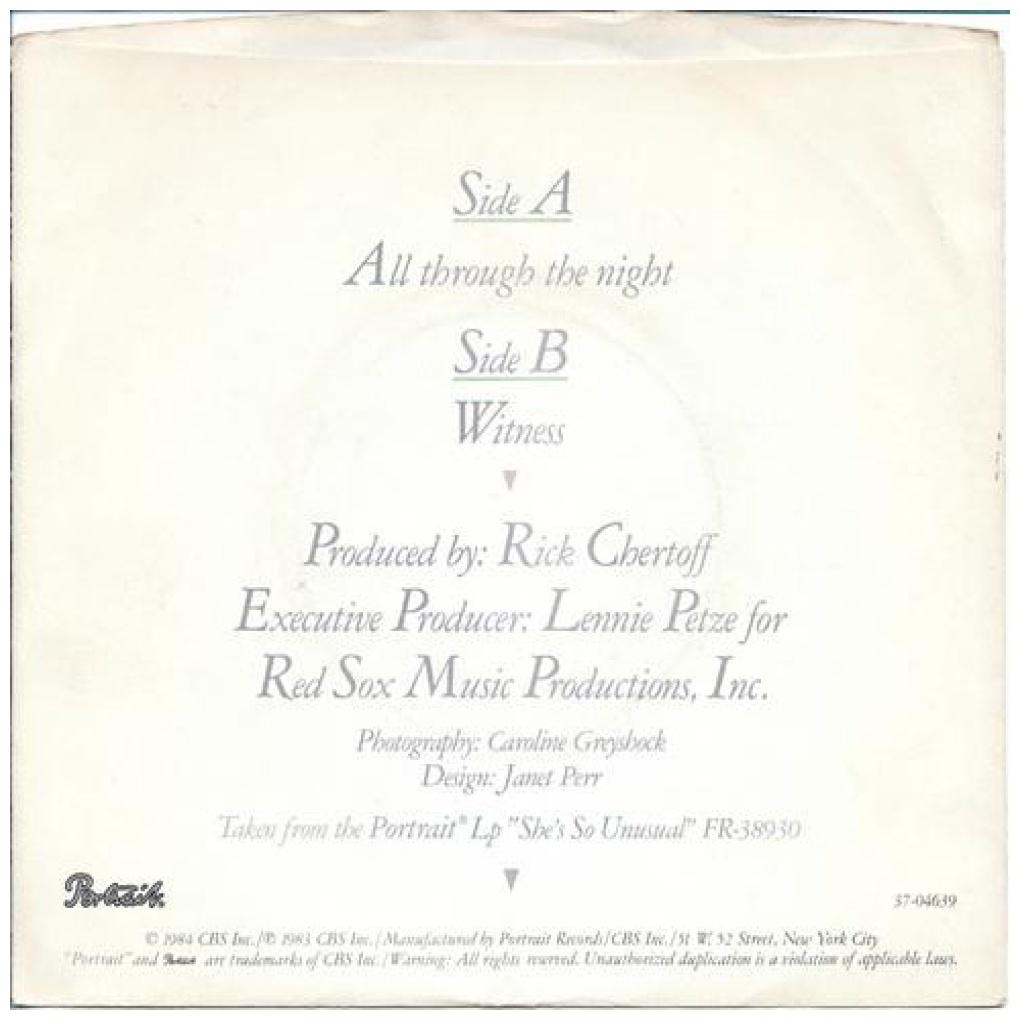 Side A
All through the night
Side B
Witness
Produced by: Rick Chertoff
Executive Producer: Lennie Petze for
Red Sox Music Productions, Inc.
Photography: Caroline Greyshock
Design: Janet Perr
Taken from the Portrait® Lp "She's So Unusual" FR-38930
Portrait.
37-04639
© 1984 CBS Inc./℗ 1983 CBS Inc./Manufactured by Portrait Records/CBS Inc./51 W. 52 Street, New York City
"Portrait" and Portrait are trademarks of CBS Inc./Warning: All rights reserved. Unauthorized duplication is a violation of applicable laws.